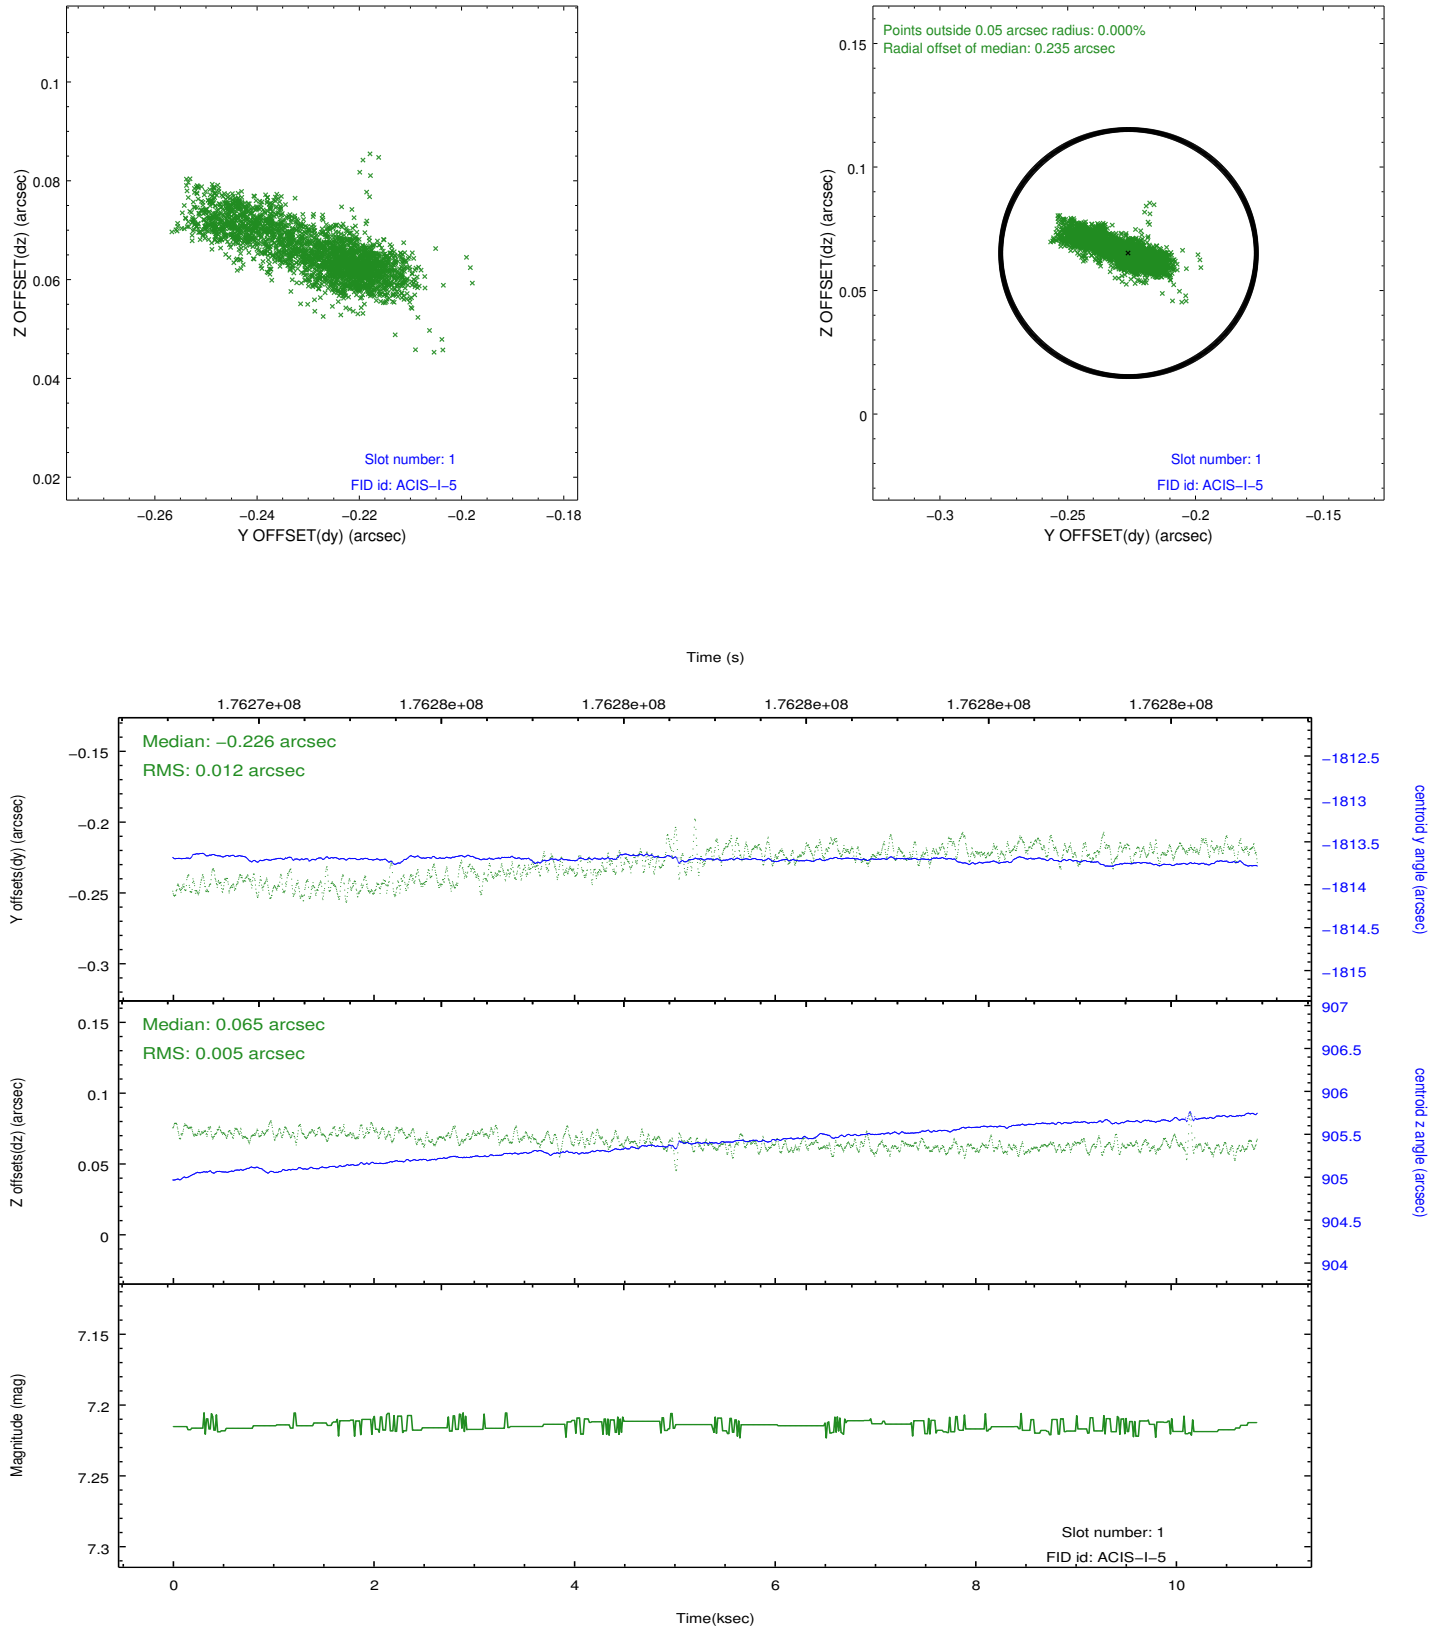 0.1
0.08
0.06
0.04
0.02
Z OFFSET(dz) (arcsec)
Slot number: 1
FID id: ACIS−I−5
−0.26 −0.24 −0.22 −0.2 −0.18
Y OFFSET(dy) (arcsec)
Points outside 0.05 arcsec radius: 0.000%
Radial offset of median: 0.235 arcsec
0.15
0.1
0.05
0
Z OFFSET(dz) (arcsec)
Slot number: 1
FID id: ACIS−I−5
−0.3 −0.25 −0.2 −0.15
Y OFFSET(dy) (arcsec)
Time (s)
1.7627e+08 1.7628e+08 1.7628e+08 1.7628e+08 1.7628e+08 1.7628e+08
Median: −0.226 arcsec
RMS: 0.012 arcsec
−0.15
−0.2
−0.25
−0.3
Y offsets(dy) (arcsec)
−1812.5
−1813
−1813.5
−1814
−1814.5
−1815
centroid y angle (arcsec)
Median: 0.065 arcsec
RMS: 0.005 arcsec
0.15
0.1
0.05
0
Z offsets(dz) (arcsec)
907
906.5
906
905.5
905
904.5
904
centroid z angle (arcsec)
7.15
7.2
7.25
7.3
Magnitude (mag)
Slot number: 1
FID id: ACIS−I−5
0 2 4 6 8 10
Time(ksec)